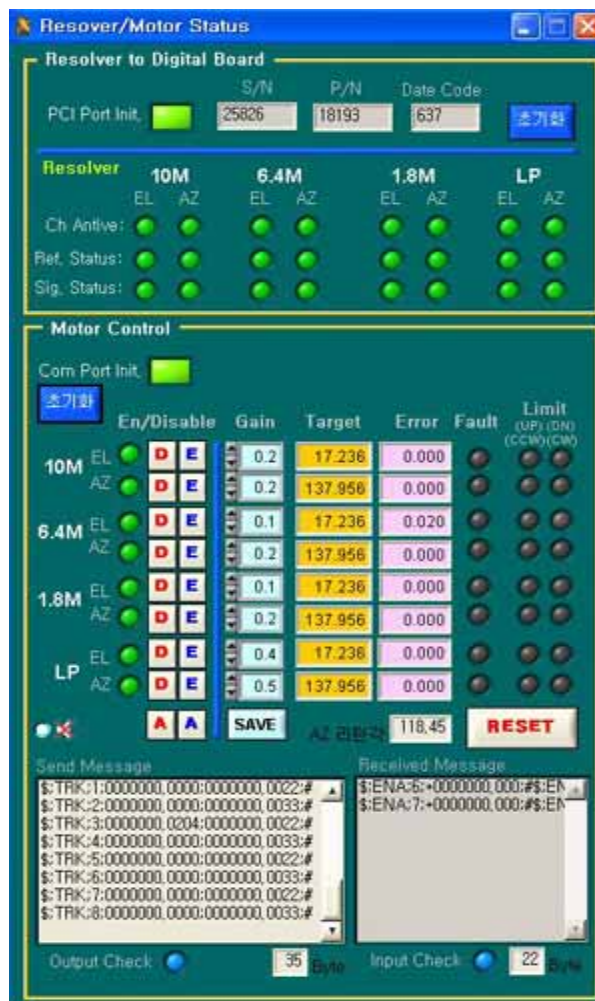 Resover/Motor Status
Resolver to Digital Board
S/N P/N Date Code
PCI Port Init. 25826 18193 637 초기화
Resolver 10M 6.4M 1.8M LP
EL AZ EL AZ EL AZ EL AZ
Ch Antive:
Ref. Status:
Sig. Status:
Motor Control
Com Port Init.
초기화
En/Disable Gain Target Error Fault Limit
(UP) (DN)
(CCW)(CW)
10M EL D E 0.2 17.236 0.000
AZ D E 0.2 137.956 0.000
6.4M EL D E 0.1 17.236 0.020
AZ D E 0.2 137.956 0.000
1.8M EL D E 0.1 17.236 0.000
AZ D E 0.2 137.956 0.000
LP EL D E 0.4 17.236 0.000
AZ D E 0.5 137.956 0.000
A A SAVE AZ 118.45 RESET
Send Message Received Message
$;TRK;1;0000000,0000;0000000,0022;#
$;TRK;2;0000000,0000;0000000,0033;#
$;TRK;3;0000000,0204;0000000,0022;#
$;TRK;4;0000000,0000;0000000,0033;#
$;TRK;5;0000000,0000;0000000,0022;#
$;TRK;6;0000000,0000;0000000,0033;#
$;TRK;7;0000000,0000;0000000,0022;#
$;TRK;8;0000000,0000;0000000,0033;#
$;ENA;6;+0000000,000;#$;EN
$;ENA;7;+0000000,000;#$;EN
Output Check 35 Byte Input Check 22 Byte